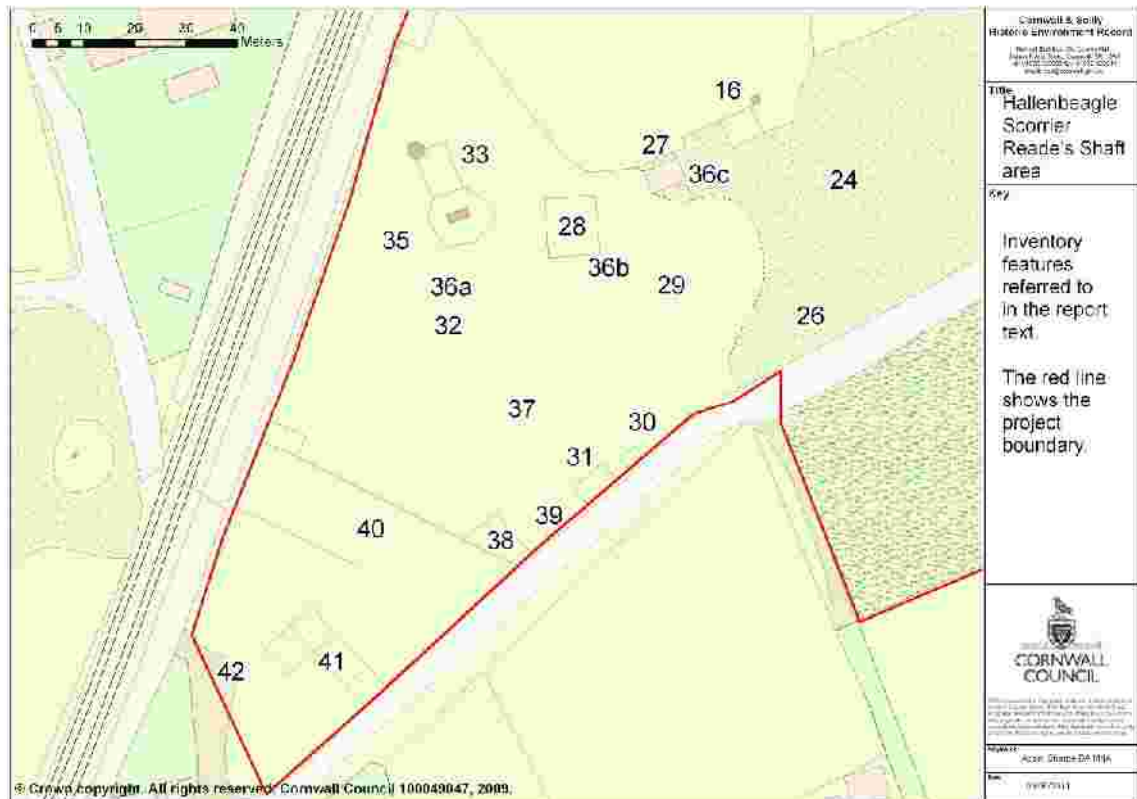 0 5 10 20 30 40
Meters
16
27
33
36c
24
28
35
36b
36a
29
32
26
37
30
31
39
40
38
41
42
© Crown copyright. All rights reserved. Cornwall Council 100049047, 2009.
Cornwall & Scilly
Historic Environment Record
Title
Hallenbeagle
Scorrier
Reade's Shaft
area
Key
Inventory
features
referred to
in the report
text.
The red line
shows the
project
boundary.
CORNWALL
COUNCIL